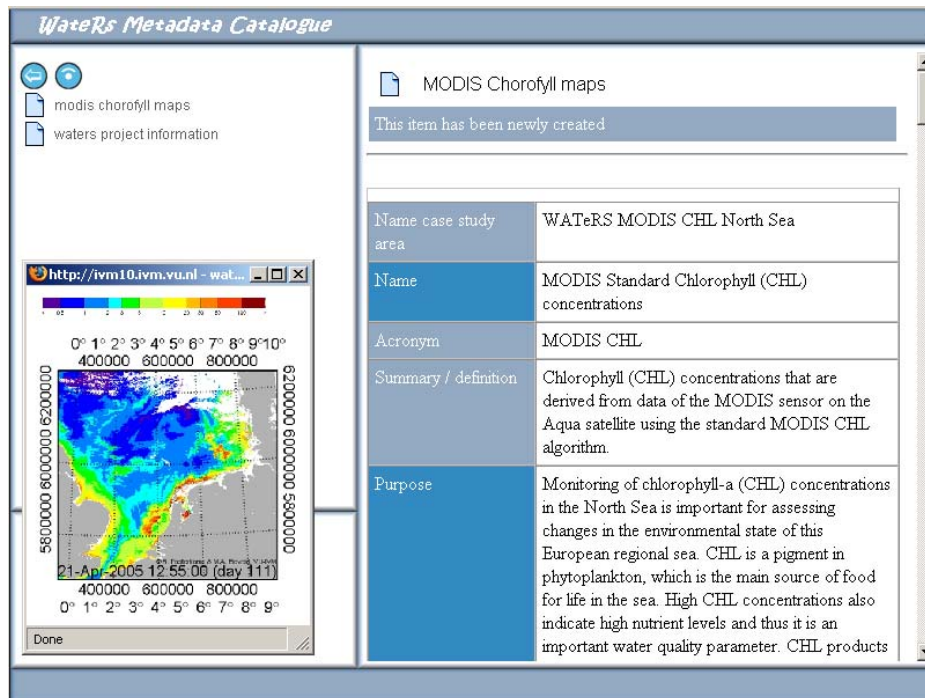 WateRs Metadata Catalogue
modis chorofyll maps
waters project information
http://ivm10.ivm.vu.nl - wat...
0° 1° 2° 3° 4° 5° 6° 7° 8° 9°10°
400000 600000 800000
6200000 6000000 5800000
5800000 6000000 6200000
21-Apr-2005 12:55:00 (day 111)
400000 600000 800000
0° 1° 2° 3° 4° 5° 6° 7° 8° 9°
Done
MODIS Chorofyll maps
This item has been newly created
Name case study
area
WATeRS MODIS CHL North Sea
Name
MODIS Standard Chlorophyll (CHL)
concentrations
Acronym
MODIS CHL
Summary / definition
Chlorophyll (CHL) concentrations that are
derived from data of the MODIS sensor on the
Aqua satellite using the standard MODIS CHL
algorithm.
Purpose
Monitoring of chlorophyll-a (CHL) concentrations
in the North Sea is important for assessing
changes in the environmental state of this
European regional sea. CHL is a pigment in
phytoplankton, which is the main source of food
for life in the sea. High CHL concentrations also
indicate high nutrient levels and thus it is an
important water quality parameter. CHL products